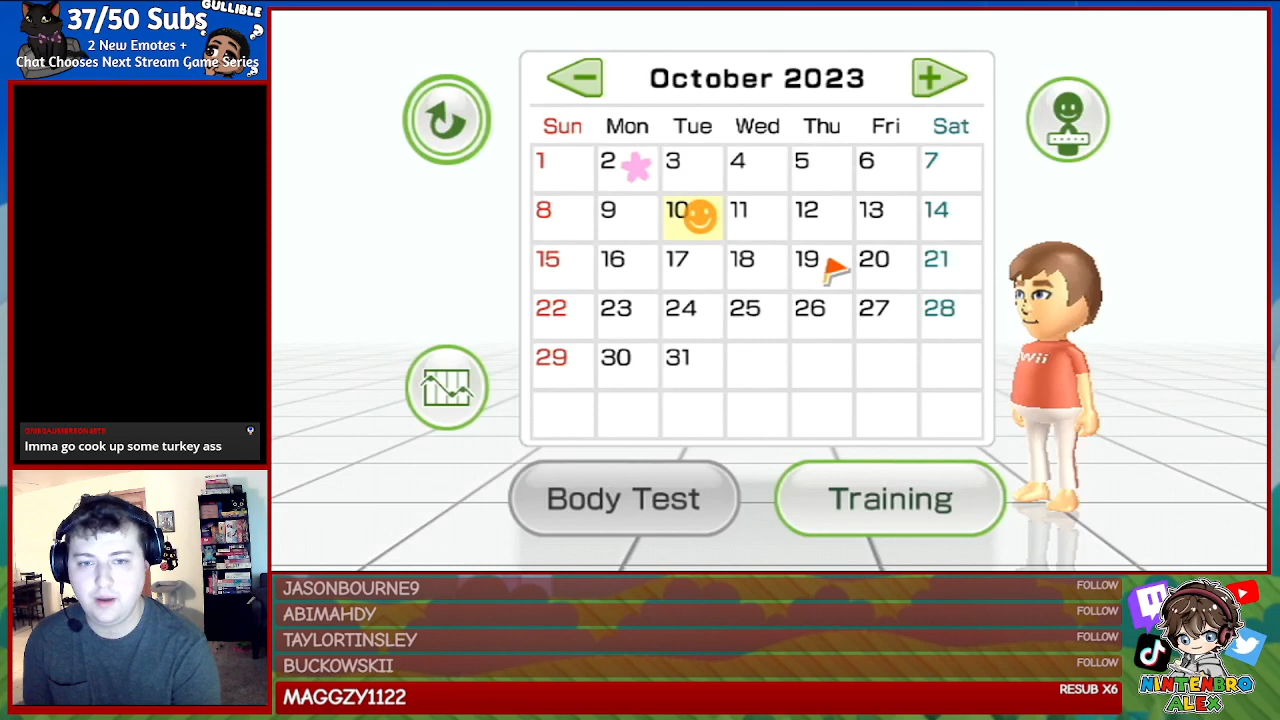 37/50 Subs
2 New Emotes +
Chat Chooses Next Stream Game Series
GULLIBLE
?
?
October 2023
Sun Mon Tue Wed Thu Fri Sat
1 2 3 4 5 6 7
8 9 10 11 12 13 14
15 16 17 18 19 20 21
22 23 24 25 26 27 28
29 30 31
Wii
Body Test
Training
Imma go cook up some turkey ass
JASONBOURNE9 FOLLOW
ABIMAHDY FOLLOW
TAYLORTINSLEY FOLLOW
BUCKOWSKII FOLLOW
MAGGZY1122 RESUB X6
NINTENBRO
ALEX